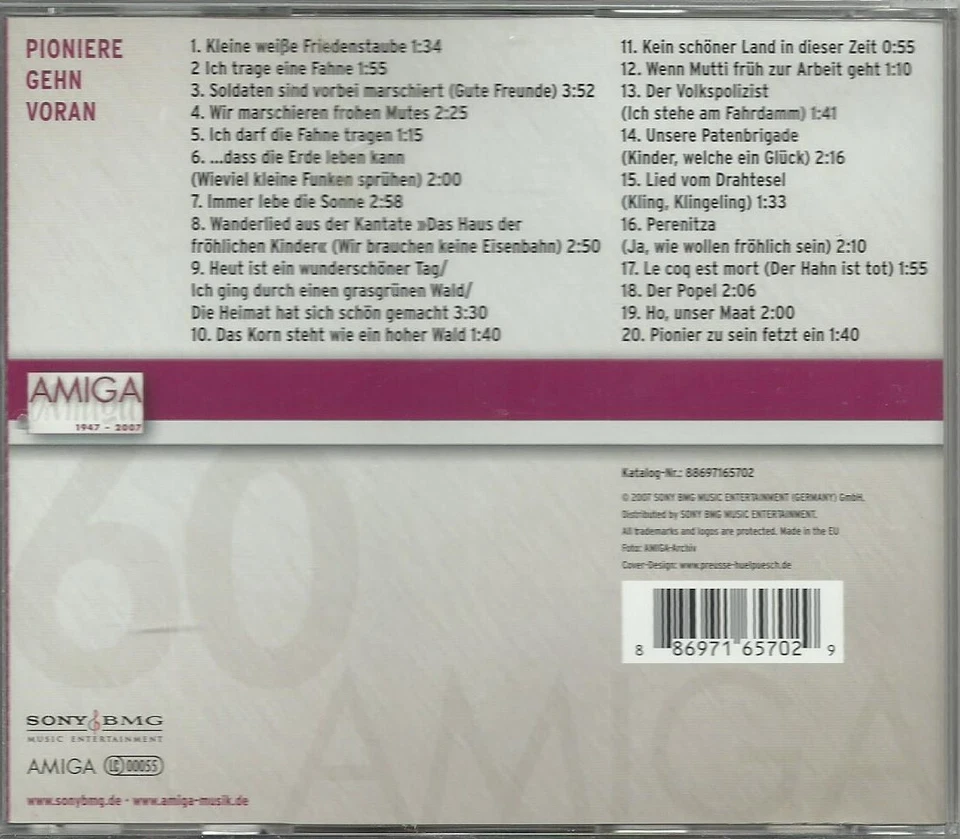 PIONIERE
GEHN
VORAN
1. Kleine weiße Friedenstaube 1:34
2 Ich trage eine Fahne 1:55
3. Soldaten sind vorbei marschiert (Gute Freunde) 3:52
4. Wir marschieren frohen Mutes 2:25
5. Ich darf die Fahne tragen 1:15
6. ...dass die Erde leben kann
(Wieviel kleine Funken sprühen) 2:00
7. Immer lebe die Sonne 2:58
8. Wanderlied aus der Kantate »Das Haus der
fröhlichen Kinder« (Wir brauchen keine Eisenbahn) 2:50
9. Heut ist ein wunderschöner Tag/
Ich ging durch einen grasgrünen Wald/
Die Heimat hat sich schön gemacht 3:30
10. Das Korn steht wie ein hoher Wald 1:40
11. Kein schöner Land in dieser Zeit 0:55
12. Wenn Mutti früh zur Arbeit geht 1:10
13. Der Volkspolizist
(Ich stehe am Fahrdamm) 1:41
14. Unsere Patenbrigade
(Kinder, welche ein Glück) 2:16
15. Lied vom Drahtesel
(Kling, Klingeling) 1:33
16. Perenitza
(Ja, wie wollen fröhlich sein) 2:10
17. Le coq est mort (Der Hahn ist tot) 1:55
18. Der Popel 2:06
19. Ho, unser Maat 2:00
20. Pionier zu sein fetzt ein 1:40
AMIGA
Amiga
1947 - 2007
60
AMIGA
Katalog-Nr.: 88697165702
© 2007 SONY BMG MUSIC ENTERTAINMENT (GERMANY) GmbH.
Distributed by SONY BMG MUSIC ENTERTAINMENT.
All trademarks and logos are protected. Made in the EU
Foto: AMIGA-Archiv
Cover-Design: www.preusse-huelpuesch.de
8 86971 65702 9
SONY BMG
MUSIC ENTERTAINMENT
AMIGA LC 00055
www.sonybmg.de · www.amiga-musik.de